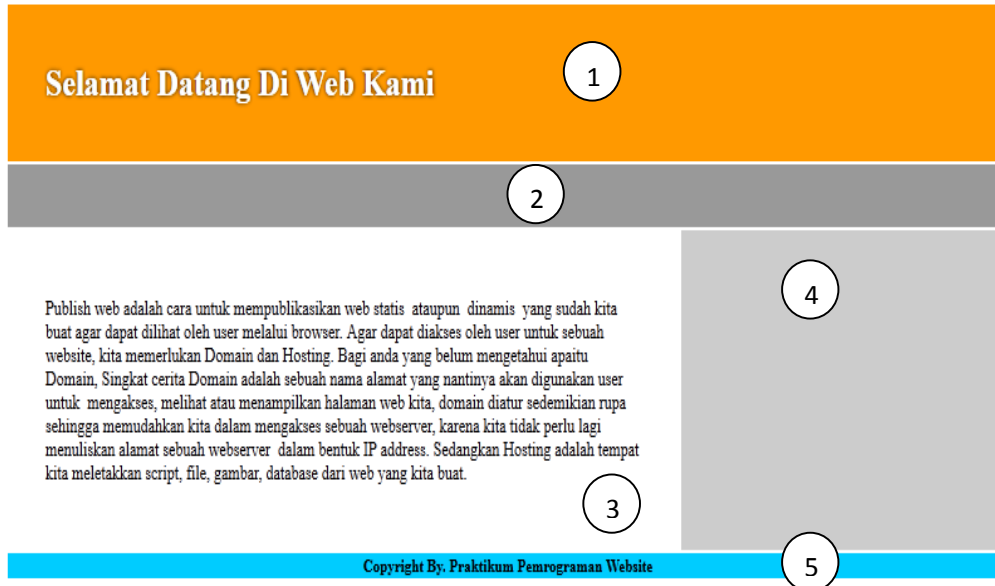 Selamat Datang Di Web Kami
1
2
4
Publish web adalah cara untuk mempublikasikan web statis ataupun dinamis yang sudah kita
buat agar dapat dilihat oleh user melalui browser. Agar dapat diakses oleh user untuk sebuah
website, kita memerlukan Domain dan Hosting. Bagi anda yang belum mengetahui apaitu
Domain, Singkat cerita Domain adalah sebuah nama alamat yang nantinya akan digunakan user
untuk mengakses, melihat atau menampilkan halaman web kita, domain diatur sedemikian rupa
sehingga memudahkan kita dalam mengakses sebuah webserver, karena kita tidak perlu lagi
menuliskan alamat sebuah webserver dalam bentuk IP address. Sedangkan Hosting adalah tempat
kita meletakkan script, file, gambar, database dari web yang kita buat.
3
Copyright By. Praktikum Pemrograman Website
5